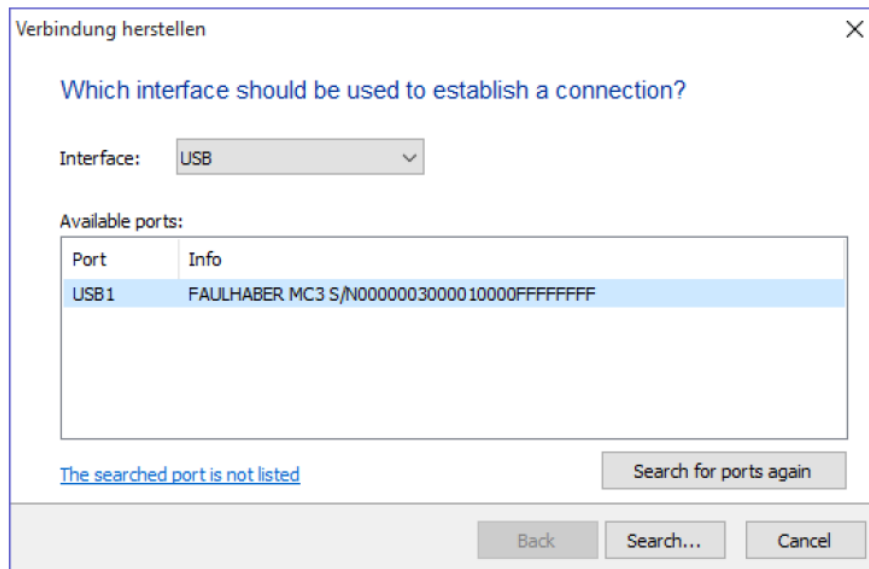 Verbindung herstellen
Which interface should be used to establish a connection?
Interface: USB
Available ports:
Port Info
USB1 FAULHABER MC3 S/N0000003000010000FFFFFFFF
The searched port is not listed
Search for ports again
Back Search... Cancel